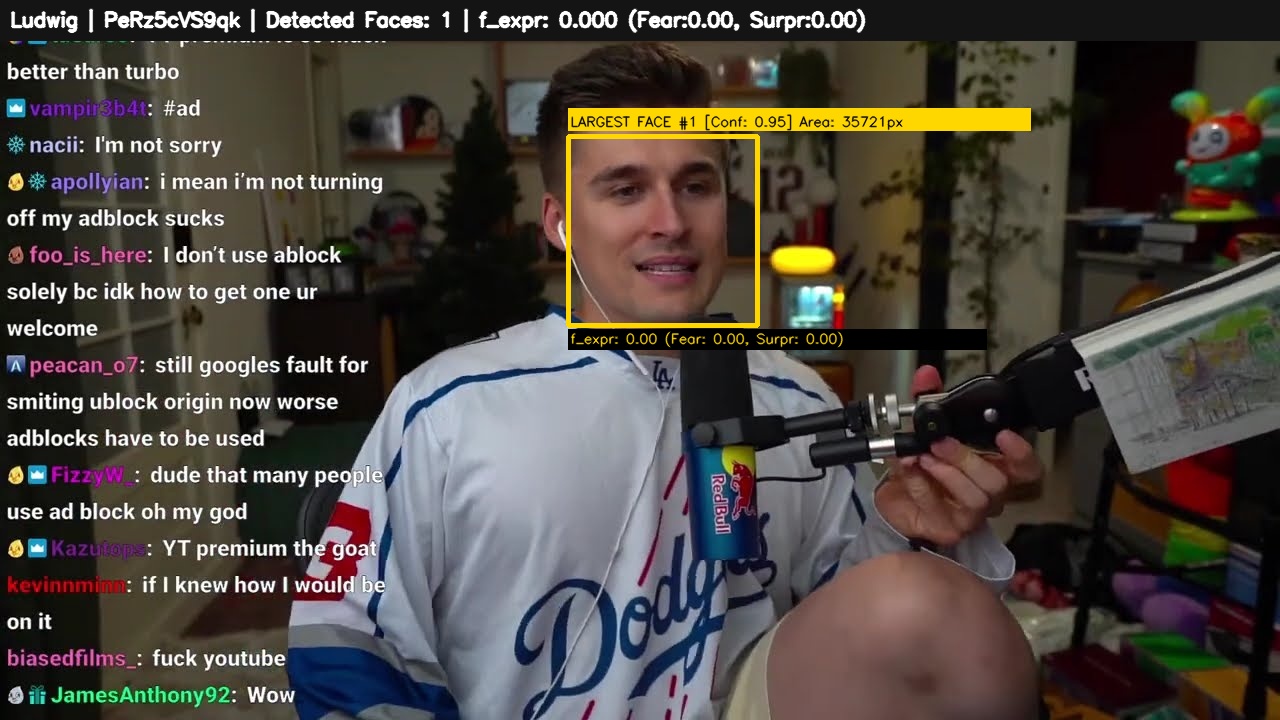 Ludwig | PeRz5cVS9qk | Detected Faces: 1 | f_expr: 0.000 (Fear:0.00, Surpr:0.00)
better than turbo
vampir3b4t: #ad
LARGEST FACE #1 [Conf: 0.95] Area: 35721px
nacii: I'm not sorry
apollyian: i mean i'm not turning
off my adblock sucks
foo_is_here: I don't use ablock
solely bc idk how to get one ur
welcome
f_expr: 0.00 (Fear: 0.00, Surpr: 0.00)
peacan_o7: still googles fault for
smiting ublock origin now worse
adblocks have to be used
FizzyW_: dude that many people
use ad block oh my god
Kazutops: YT premium the goat
kevinnminn: if I knew how I would be
on it
biasedfilms_: fuck youtube
JamesAnthony92: Wow
12
LA
RedBull
Dodgers
3